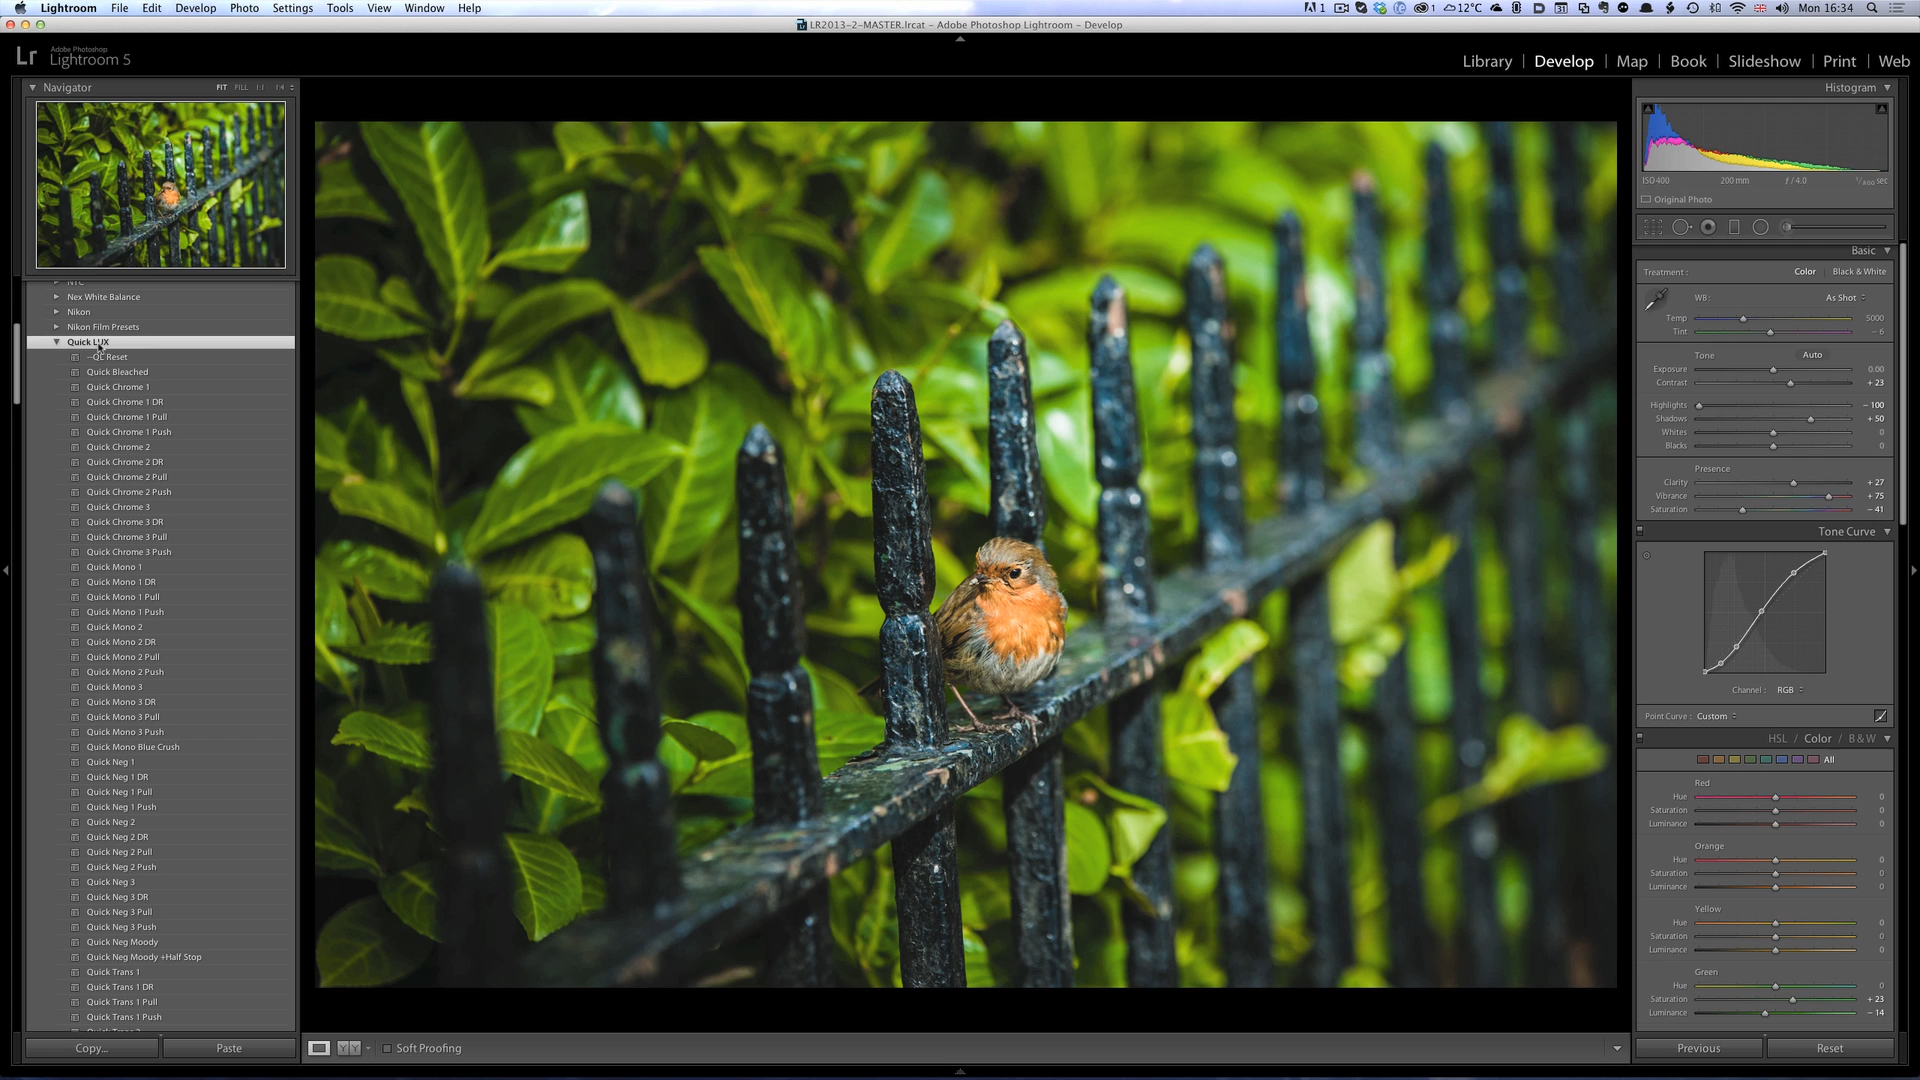 Lightroom File Edit Develop Photo Settings Tools View Window Help
1 1 12°C 31 Mon 16:34
LR2013-2-MASTER.lrcat - Adobe Photoshop Lightroom - Develop
Lr Adobe Photoshop
Lightroom 5
Library | Develop | Map | Book | Slideshow | Print | Web
Navigator FIT FILL 1:1
NTC
Nex White Balance
Nikon
Nikon Film Presets
Quick LUX
Quick Bleached
Quick Chrome 1
Quick Chrome 1 DR
Quick Chrome 1 Pull
Quick Chrome 1 Push
Quick Chrome 2
Quick Chrome 2 DR
Quick Chrome 2 Pull
Quick Chrome 2 Push
Quick Chrome 3
Quick Chrome 3 DR
Quick Chrome 3 Pull
Quick Chrome 3 Push
Quick Mono 1
Quick Mono 1 DR
Quick Mono 1 Pull
Quick Mono 1 Push
Quick Mono 2
Quick Mono 2 DR
Quick Mono 2 Pull
Quick Mono 2 Push
Quick Mono 3
Quick Mono 3 DR
Quick Mono 3 Pull
Quick Mono 3 Push
Quick Mono Blue Crush
Quick Neg 1
Quick Neg 1 DR
Quick Neg 1 Pull
Quick Neg 1 Push
Quick Neg 2
Quick Neg 2 DR
Quick Neg 2 Pull
Quick Neg 2 Push
Quick Neg 3
Quick Neg 3 DR
Quick Neg 3 Pull
Quick Neg 3 Push
Quick Neg Moody
Quick Neg Moody +Half Stop
Quick Trans 1
Quick Trans 1 DR
Quick Trans 1 Pull
Quick Trans 1 Push
Copy... Paste
Soft Proofing
Histogram
ISO 400 200 mm ƒ / 4.0 1/800 sec
Original Photo
Basic
Treatment : Color | Black & White
WB : As Shot
Temp 5000
Tint - 6
Tone Auto
Exposure 0.00
Contrast + 23
Highlights - 100
Shadows + 50
Whites 0
Blacks 0
Presence
Clarity + 27
Vibrance + 75
Saturation - 41
Tone Curve
Channel : RGB
Point Curve : Custom
HSL / Color / B & W
All
Red
Hue 0
Saturation 0
Luminance 0
Orange
Hue 0
Saturation 0
Luminance 0
Yellow
Hue 0
Saturation 0
Luminance 0
Green
Hue 0
Saturation + 23
Luminance - 14
Previous Reset